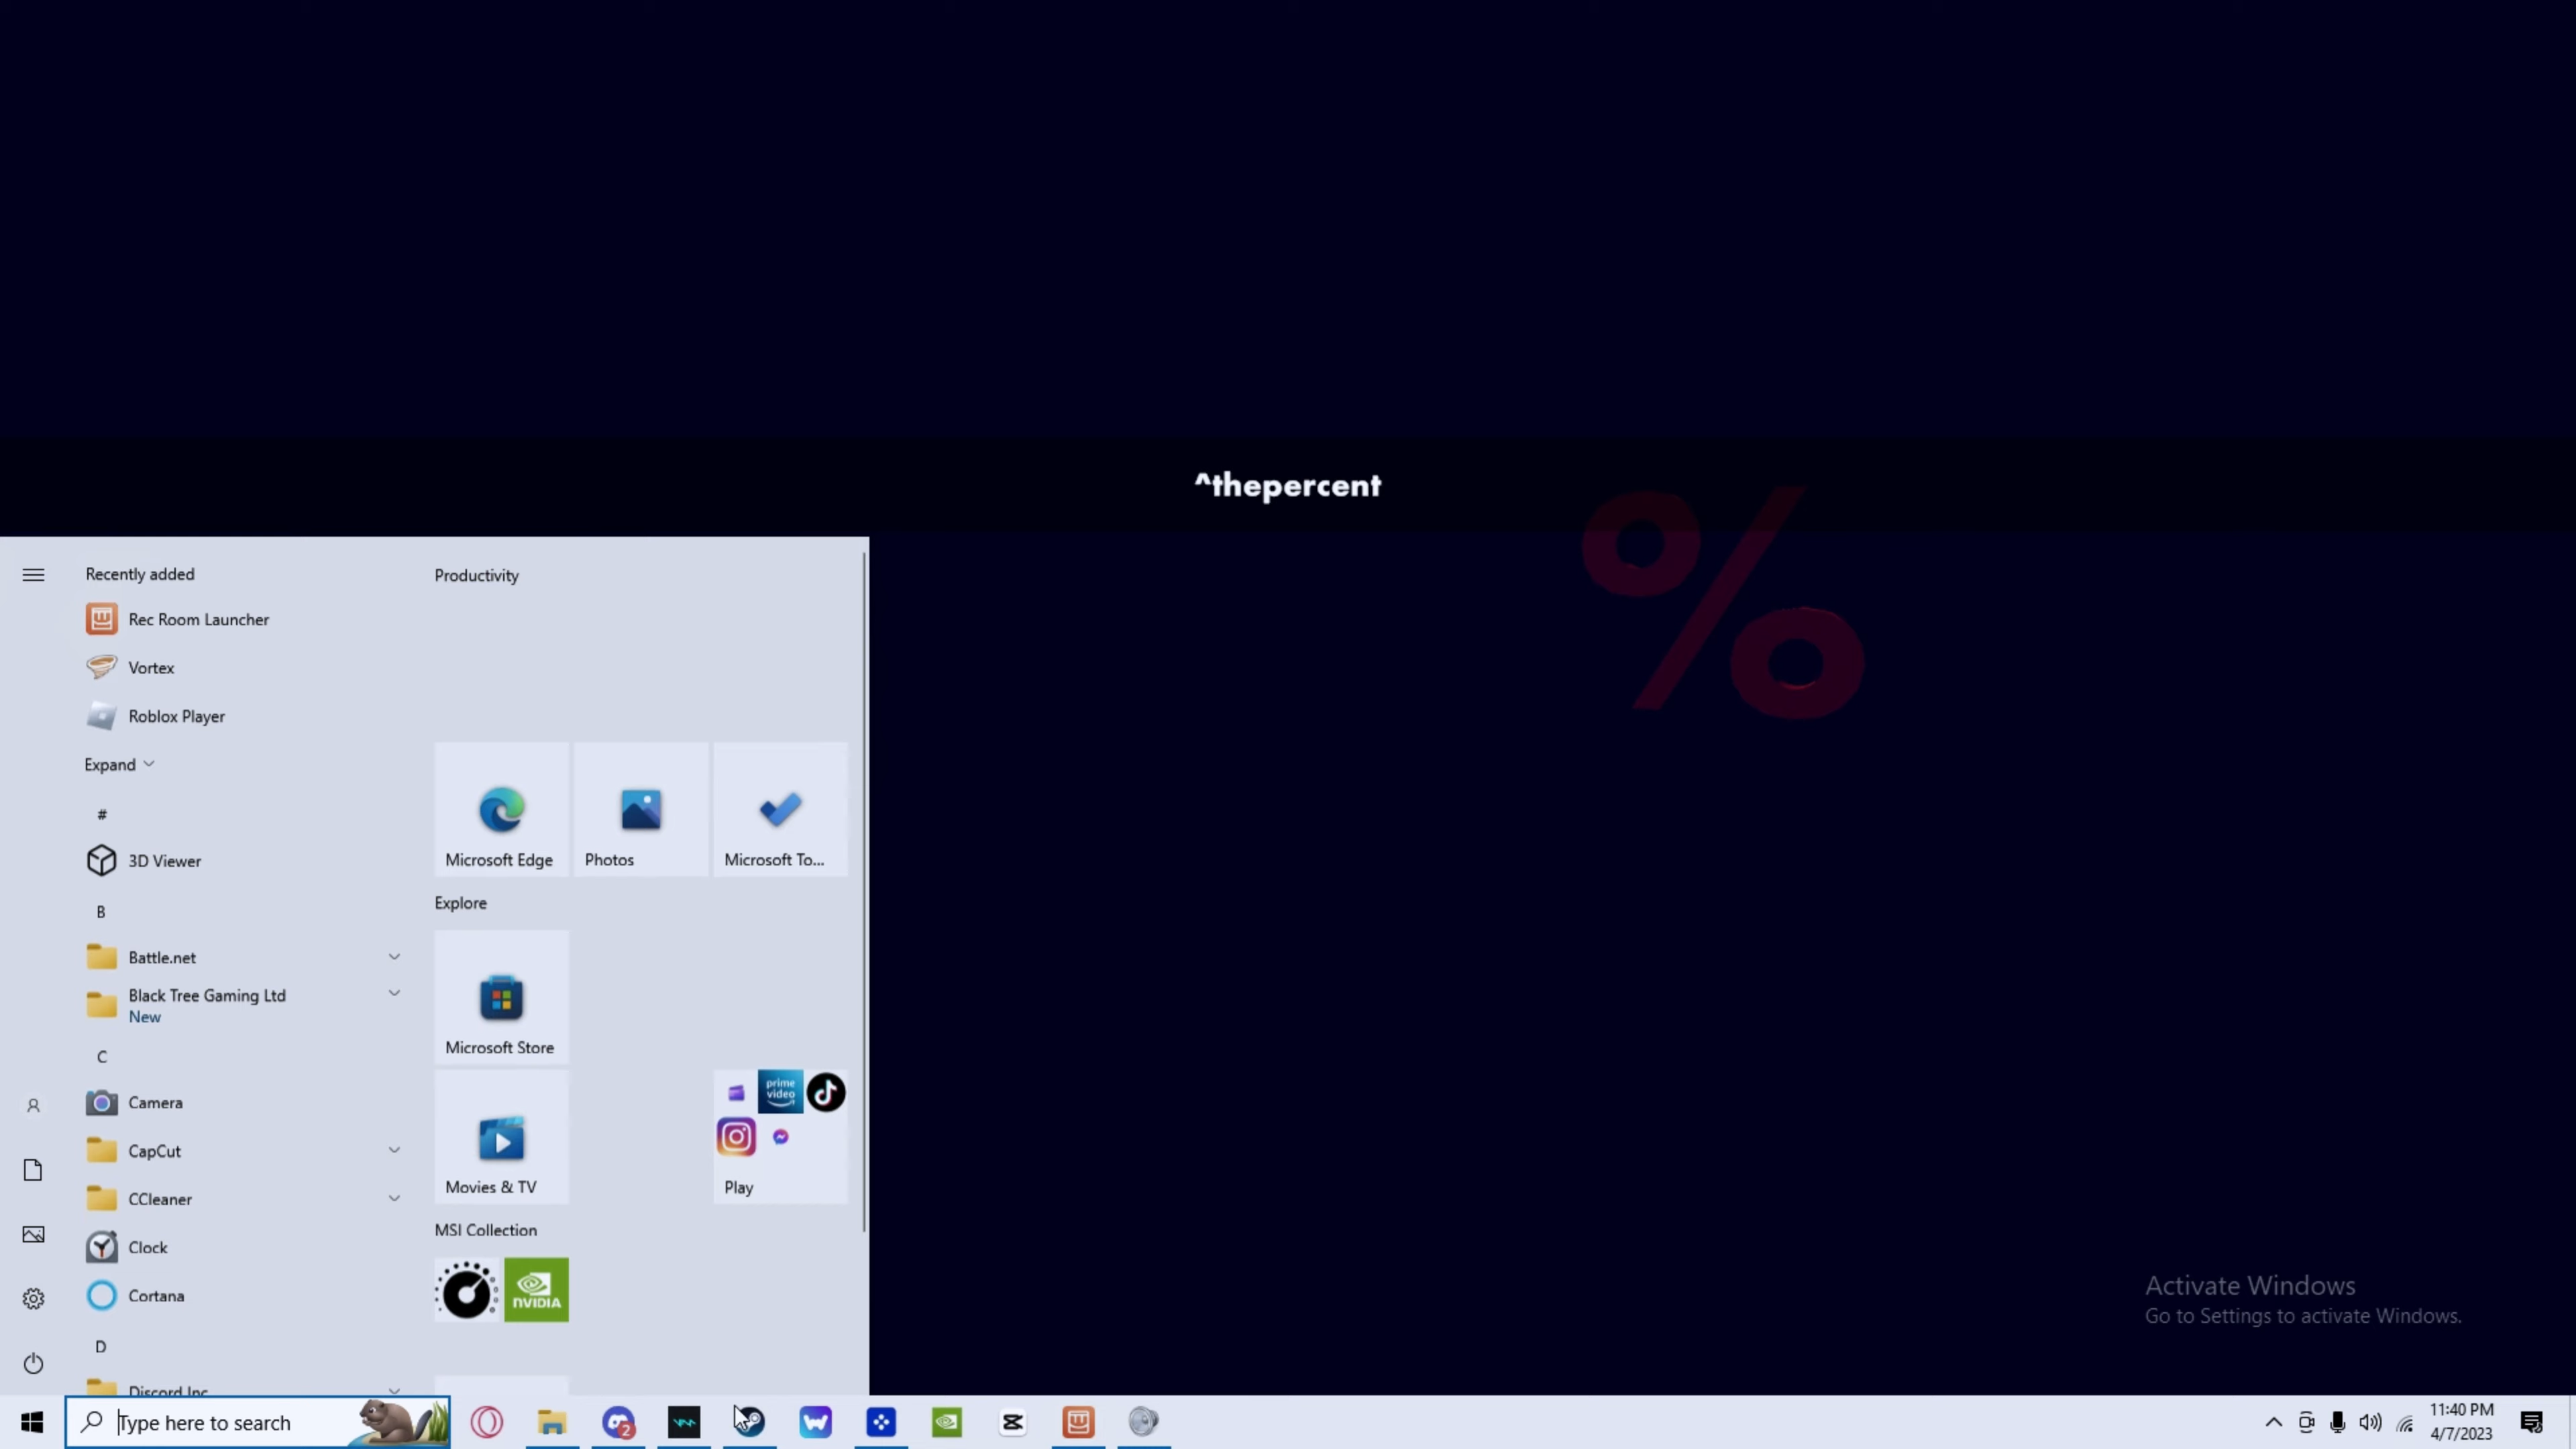 ^thepercent
%
Recently added
Rec Room Launcher
Vortex
Roblox Player
Expand
#
3D Viewer
B
Battle.net
Black Tree Gaming Ltd
New
C
Camera
CapCut
CCleaner
Clock
Cortana
D
Discord Inc
Productivity
Microsoft Edge
Photos
Microsoft To...
Explore
Microsoft Store
prime video
Movies & TV
Play
MSI Collection
NVIDIA
Activate Windows
Go to Settings to activate Windows.
Type here to search
2
11:40 PM
4/7/2023